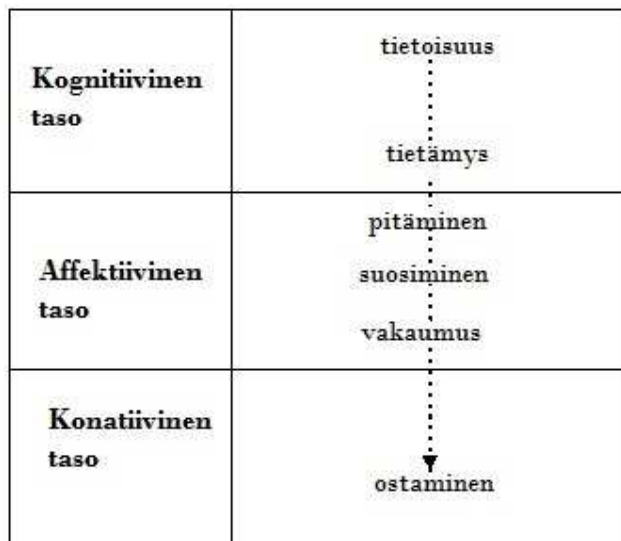 Kognitiivinen
taso
tietoisuus
tietämys
Affektiivinen
taso
pitäminen
suosiminen
vakaumus
Konatiivinen
taso
ostaminen